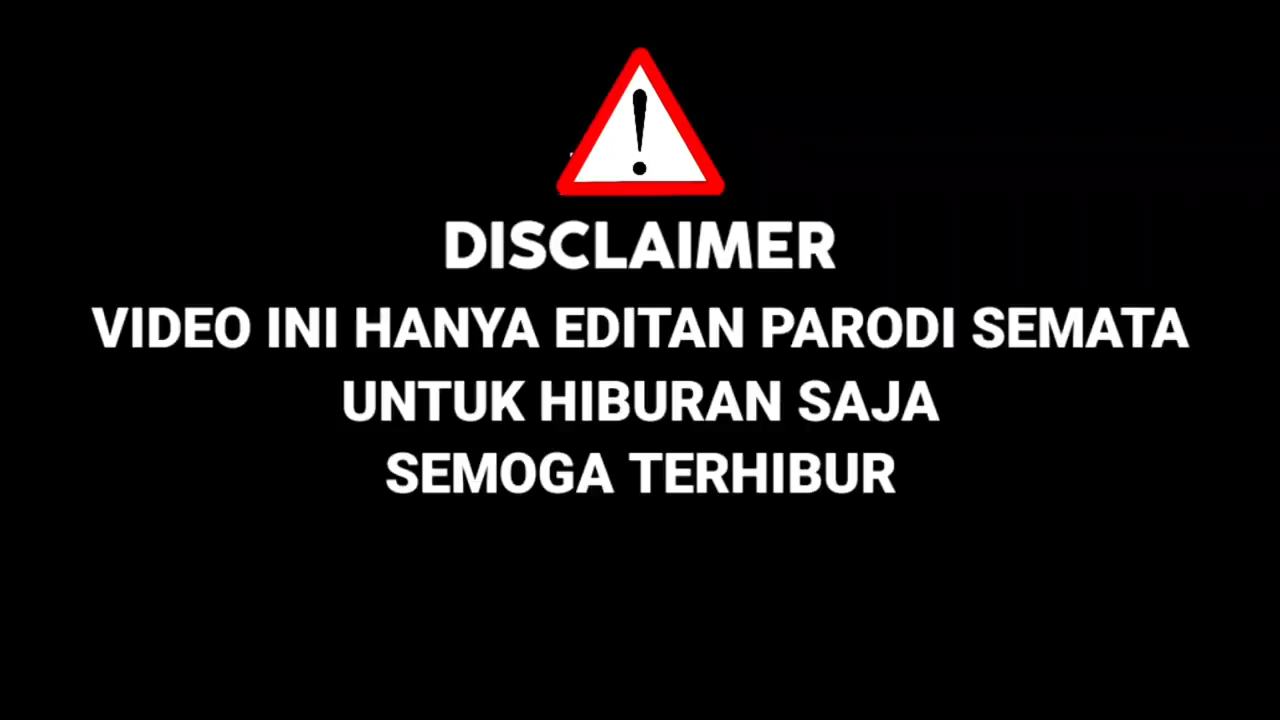 DISCLAIMER
VIDEO INI HANYA EDITAN PARODI SEMATA
UNTUK HIBURAN SAJA
SEMOGA TERHIBUR